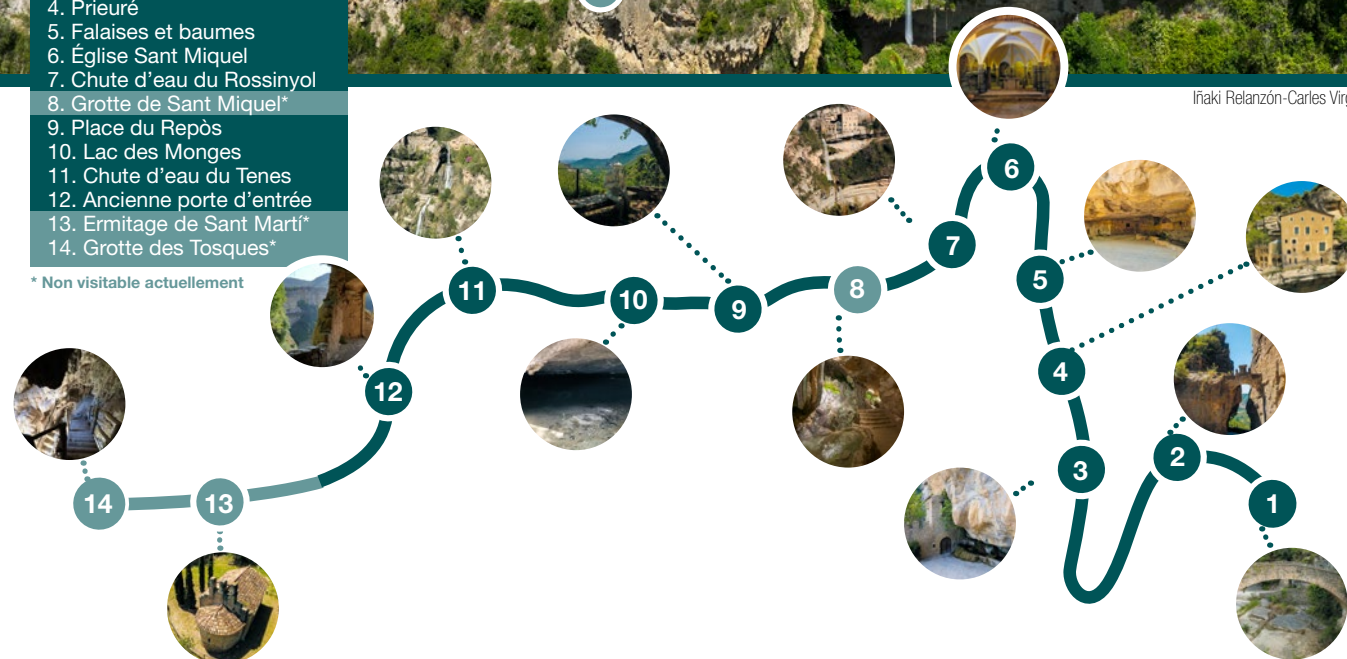 4. Prieuré
5. Falaises et baumes
6. Église Sant Miquel
7. Chute d'eau du Rossinyol
8. Grotte de Sant Miquel*
9. Place du Repòs
10. Lac des Monges
11. Chute d'eau du Tenes
12. Ancienne porte d'entrée
13. Ermitage de Sant Martí*
14. Grotte des Tosques*
* Non visitable actuellement
Iñaki Relanzón-Carles
6
7
5
11
10
9
8
4
12
3
2
14
13
1